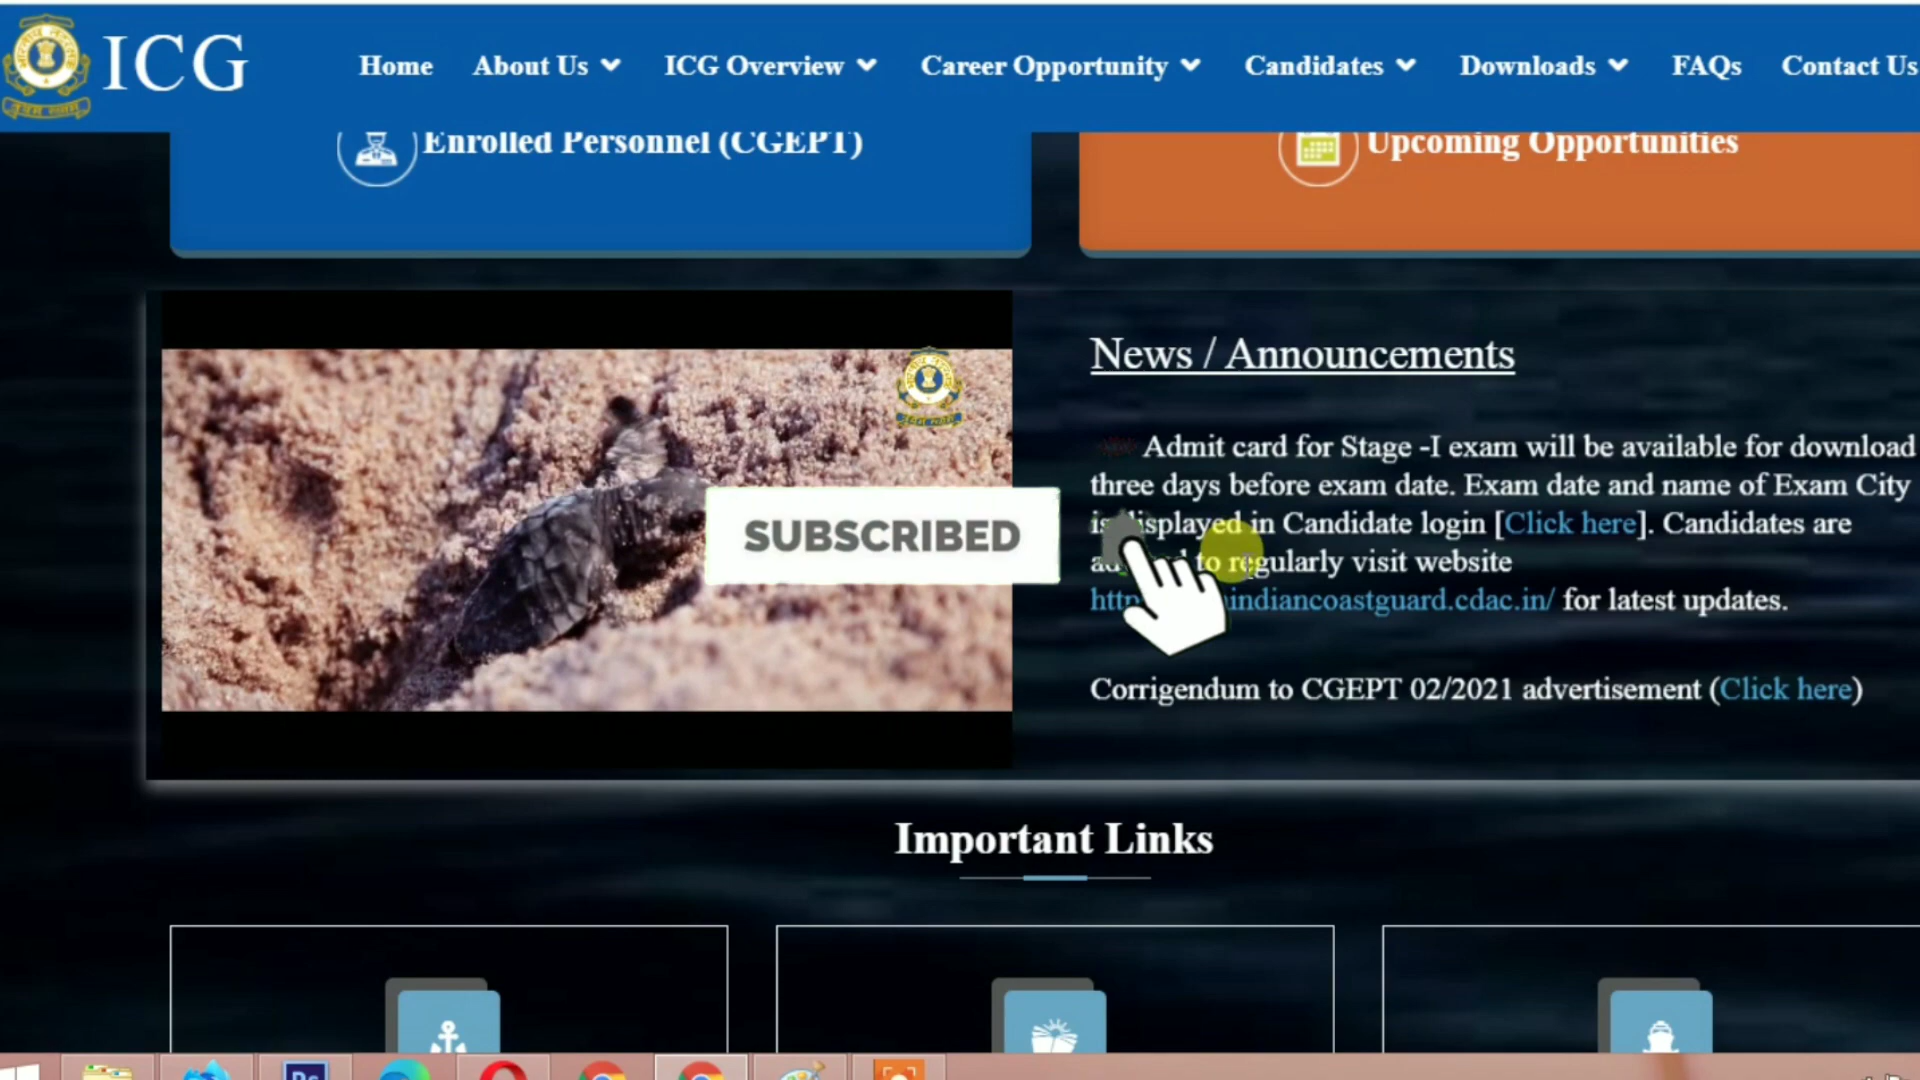 ICG
Home About Us ICG Overview Career Opportunity Candidates Downloads FAQs Contact Us
Enrolled Personnel (CGEPT)
Upcoming Opportunities
News / Announcements
Admit card for Stage -I exam will be available for download
three days before exam date. Exam date and name of Exam City
displayed in Candidate login [Click here]. Candidates are
SUBSCRIBED
to regularly visit website
indiancoastguard.cdac.in/ for latest updates.
Corrigendum to CGEPT 02/2021 advertisement (Click here)
Important Links
Ps